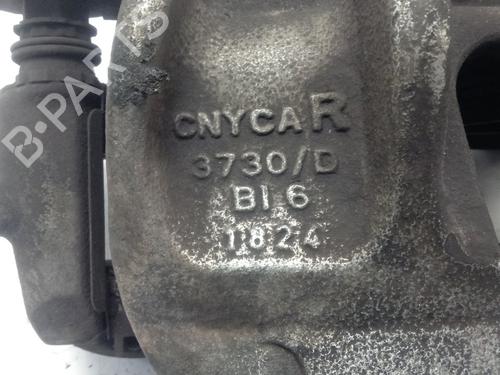 B-PARTS
CNYCA R
3730/D
BI 6
1824